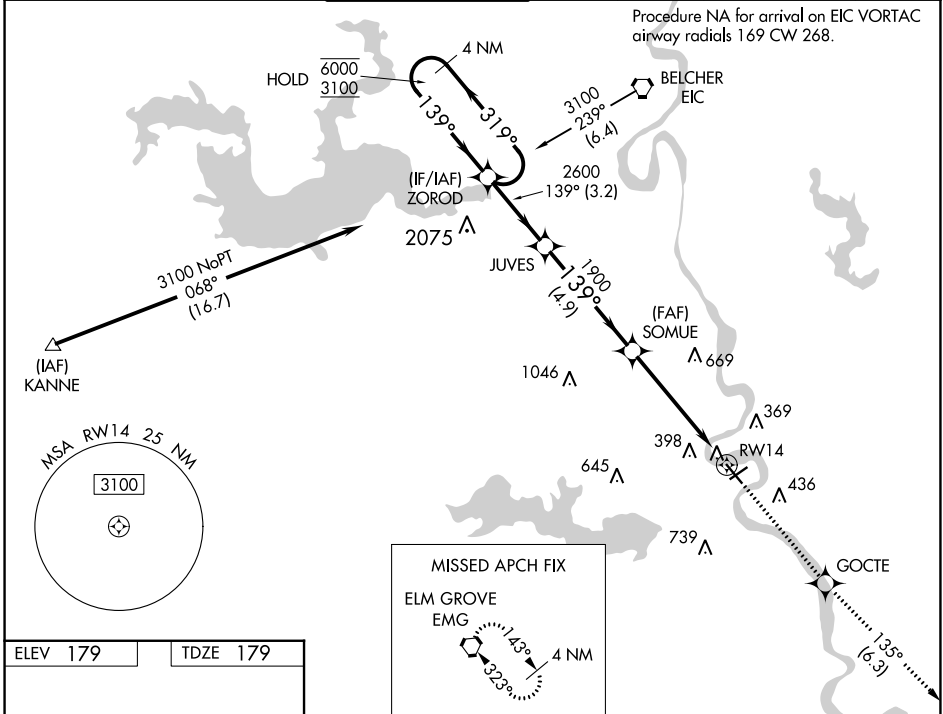 Procedure NA for arrival on EIC VORTAC
airway radials 169 CW 268.
4 NM
HOLD
6000
3100
139°
319°
BELCHER
EIC
3100
239°
(6.4)
(IF/IAF)
ZOROD
2600
139° (3.2)
2075
JUVES
1900
139°
(4.9)
3100 NoPT
068°
(16.7)
(IAF)
KANNE
(FAF)
SOMUE
669
1046
369
398
RW14
645
436
739
GOCTE
135°
(6.3)
MSA RW14 25 NM
3100
MISSED APCH FIX
ELM GROVE
EMG
143°
4 NM
323°
ELEV 179
TDZE 179